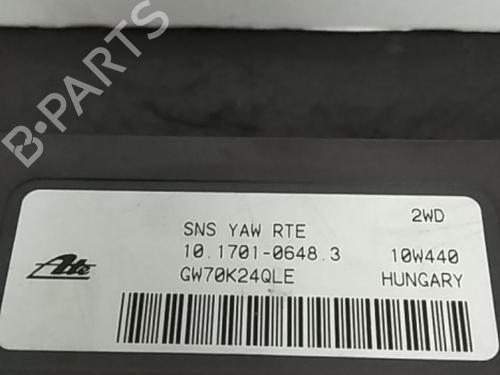 B-PARTS
2WD
SNS YAW RTE
10.1701-0648.3 10W440
Ate GW70K24QLE HUNGARY